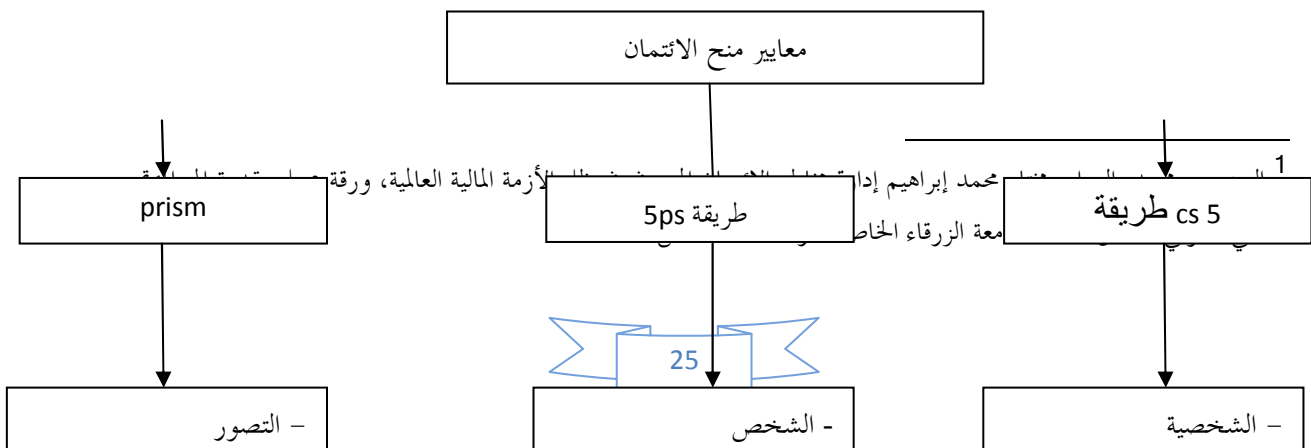 معايير منح الائتمان
1
محمد إبراهيم إدارة الأزمة المالية العالمية، ورقة
طريقة cs 5
طريقة 5ps
prism
معة الزرقاء الخاص
25
– الشخصية
- الشخص
– التصور